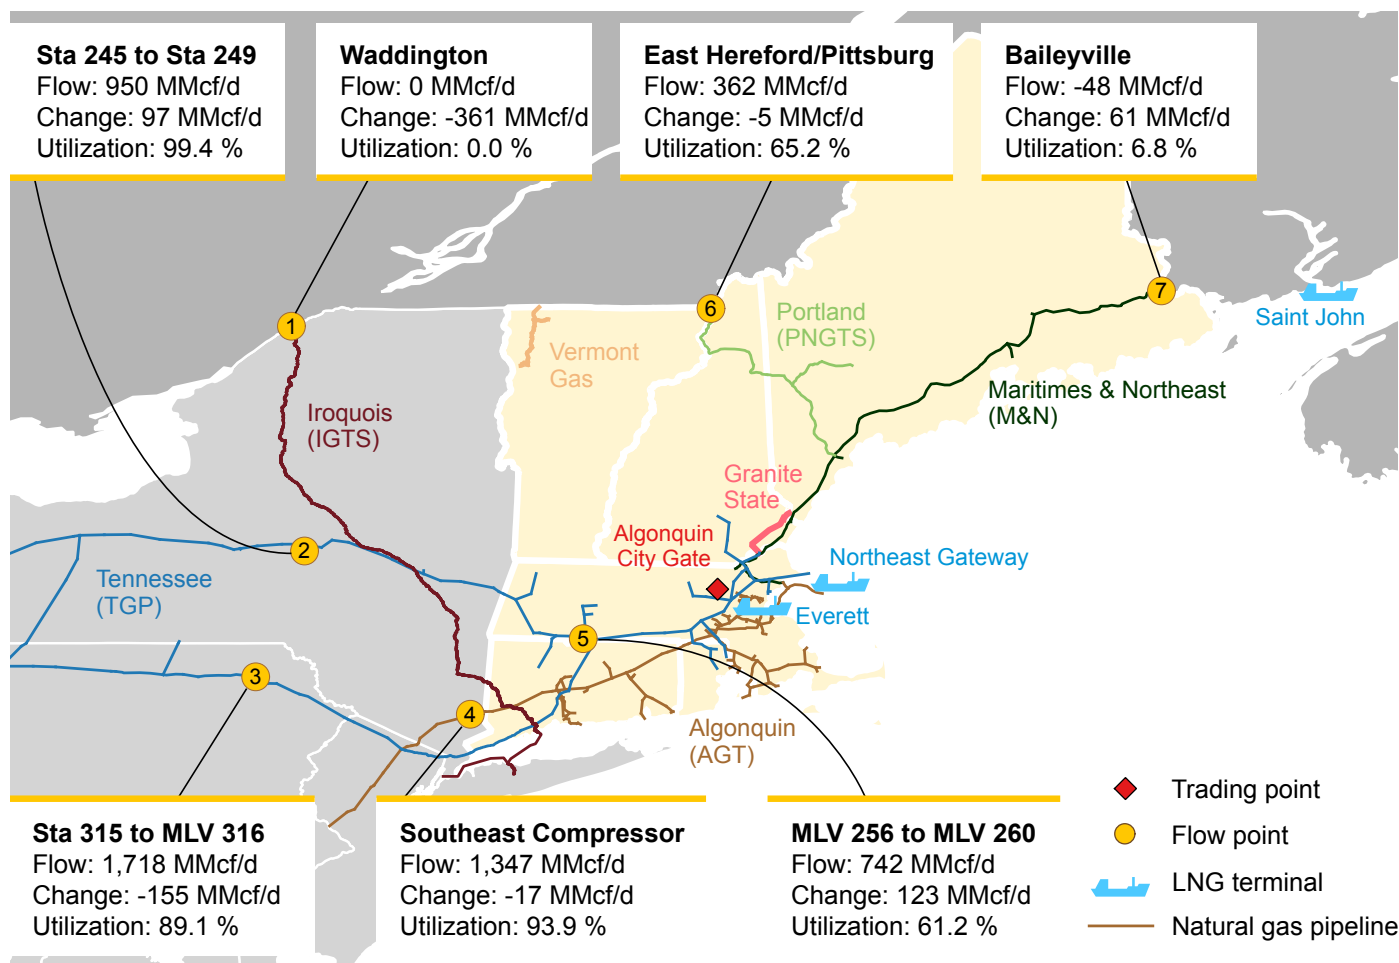 Sta 245 to Sta 249
Flow: 950 MMcf/d
Change: 97 MMcf/d
Utilization: 99.4 %
Waddington
Flow: 0 MMcf/d
Change: -361 MMcf/d
Utilization: 0.0 %
East Hereford/Pittsburg
Flow: 362 MMcf/d
Change: -5 MMcf/d
Utilization: 65.2 %
Baileyville
Flow: -48 MMcf/d
Change: 61 MMcf/d
Utilization: 6.8 %
7
6
1
Saint John
Portland
(PNGTS)
Vermont
Gas
Maritimes & Northeast
(M&N)
Iroquois
(IGTS)
Granite
State
Algonquin
City Gate
2
Northeast Gateway
Tennessee
(TGP)
Everett
5
3
4
Algonquin
(AGT)
Sta 315 to MLV 316
Flow: 1,718 MMcf/d
Change: -155 MMcf/d
Utilization: 89.1 %
Southeast Compressor
Flow: 1,347 MMcf/d
Change: -17 MMcf/d
Utilization: 93.9 %
MLV 256 to MLV 260
Flow: 742 MMcf/d
Change: 123 MMcf/d
Utilization: 61.2 %
Trading point
Flow point
LNG terminal
Natural gas pipeline